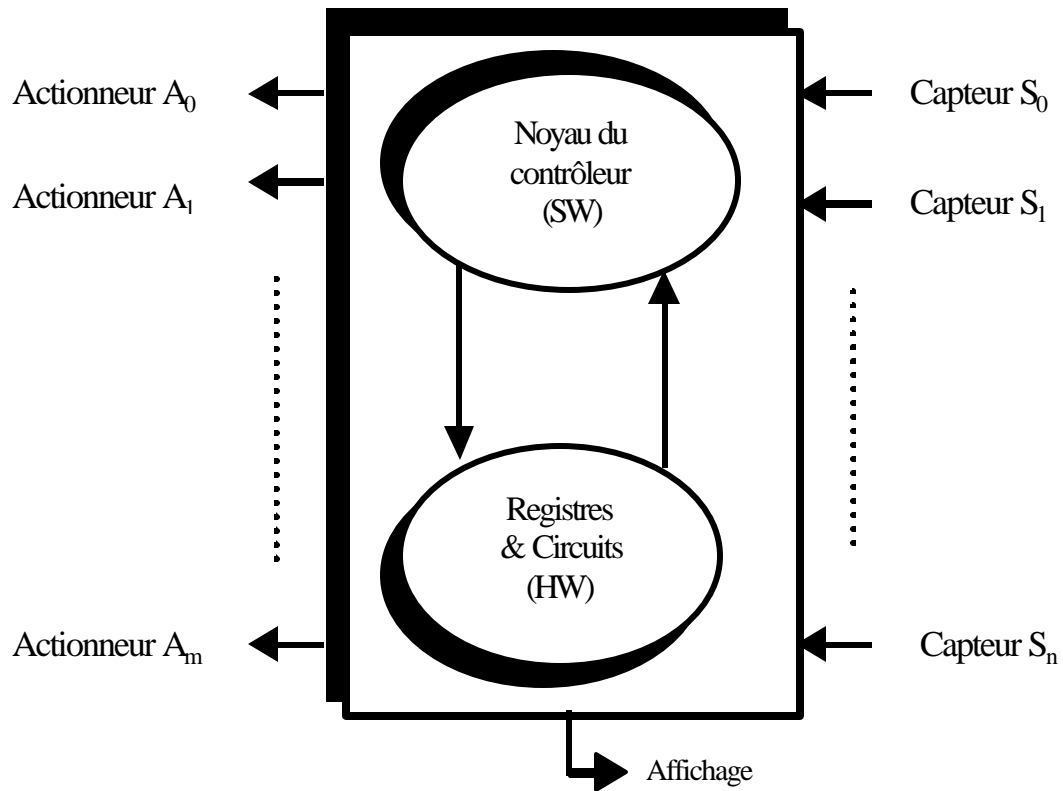 Actionneur A0
Capteur S0
Noyau du
contrôleur
(SW)
Actionneur A1
Capteur S1
Registres
& Circuits
(HW)
Actionneur Am
Capteur Sn
Affichage